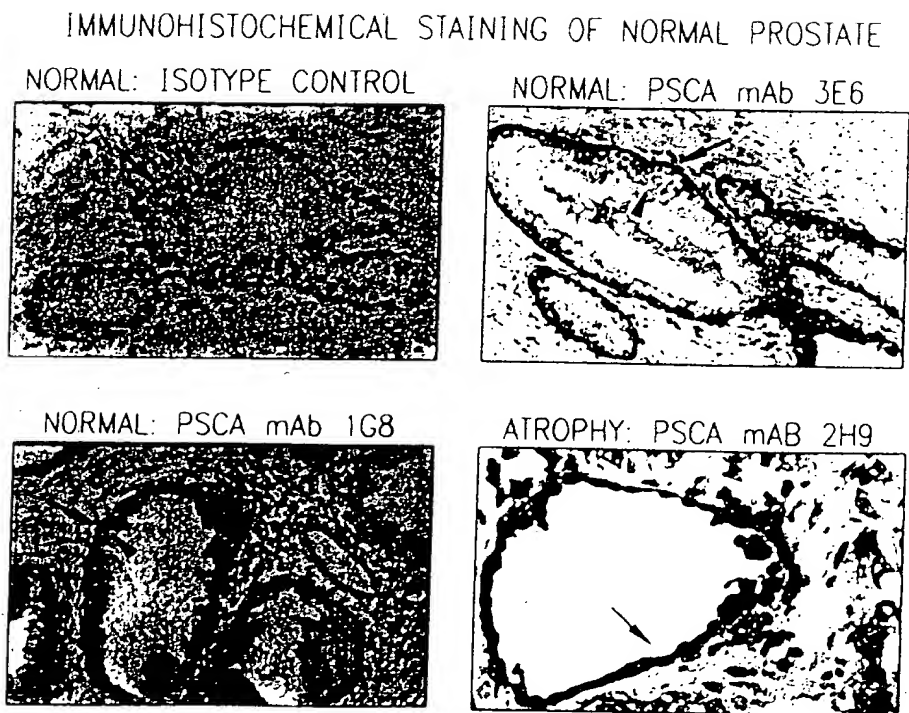 IMMUNOHISTOCHEMICAL STAINING OF NORMAL PROSTATE
NORMAL: ISOTYPE CONTROL
NORMAL: PSCA mAb 3E6
NORMAL: PSCA mAb 1G8
ATROPHY: PSCA mAB 2H9